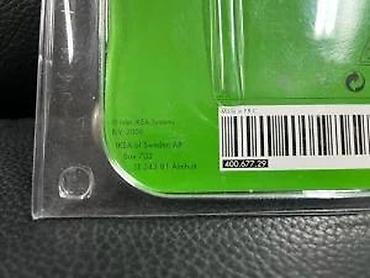 © Inter IKEA Systems
B.V. 2006
IKEA of Sweden AB
Box 702
SE-343 81 Älmhult
Made in P.R.C.
400.677.29